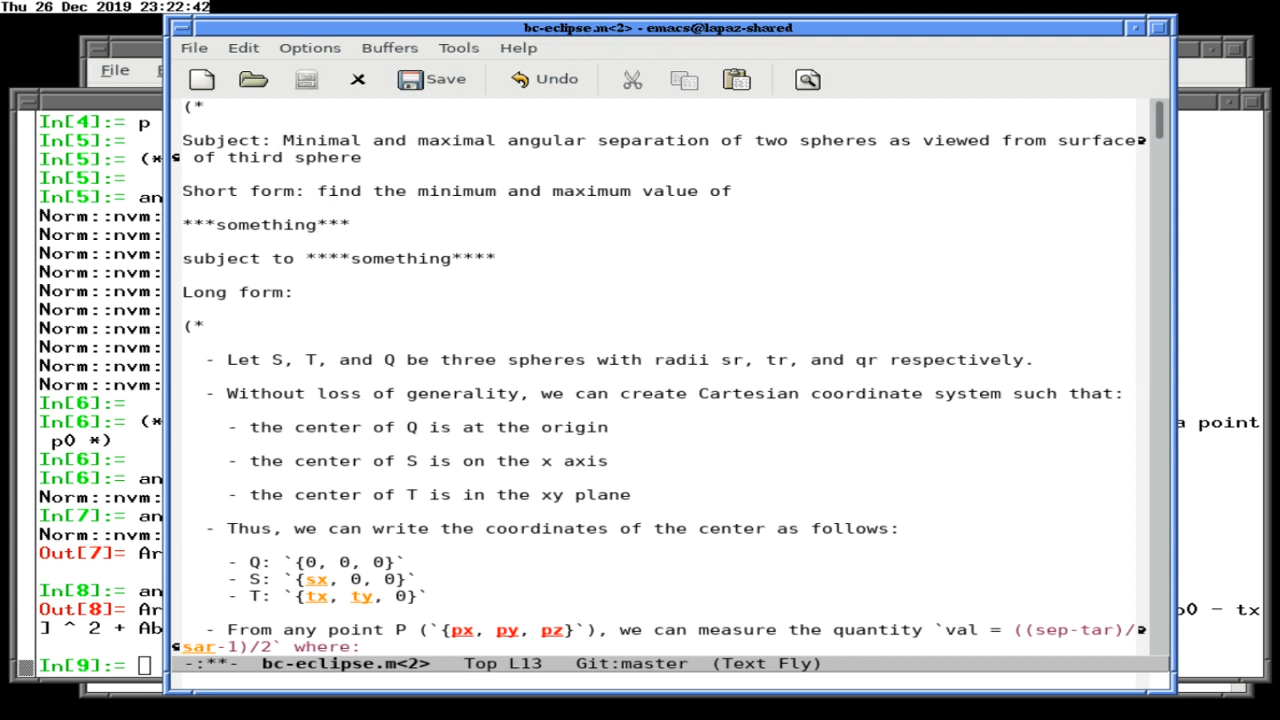 Thu 26 Dec 2019 23:22:42
bc-eclipse.m<2> - emacs@lapaz-shared
File Edit Options Buffers Tools Help
Save Undo
File
(*
Subject: Minimal and maximal angular separation of two spheres as viewed from surface
of third sphere
Short form: find the minimum and maximum value of
***something***
subject to ****something****
Long form:
(*
- Let S, T, and Q be three spheres with radii sr, tr, and qr respectively.
- Without loss of generality, we can create Cartesian coordinate system such that:
- the center of Q is at the origin
- the center of S is on the x axis
- the center of T is in the xy plane
- Thus, we can write the coordinates of the center as follows:
- Q: `{0, 0, 0}`
- S: `{sx, 0, 0}`
- T: `{tx, ty, 0}`
- From any point P (`{px, py, pz}`), we can measure the quantity `val = ((sep-tar)/
sar-1)/2` where:
-:**- bc-eclipse.m<2> Top L13 Git:master (Text Fly)
In[4]:= p
In[5]:=
In[5]:= (*
In[5]:=
In[5]:= an
Norm::nvm:
Norm::nvm:
Norm::nvm:
Norm::nvm:
Norm::nvm:
Norm::nvm:
Norm::nvm:
Norm::nvm:
Norm::nvm:
Norm::nvm:
In[6]:=
In[6]:= (* a point
p0 *)
In[6]:=
In[6]:= an
Norm::nvm:
In[7]:= an
Norm::nvm:
Out[7]= Ar
In[8]:= an
Out[8]= Ar p0 - tx
] ^ 2 + Ab
In[9]:=